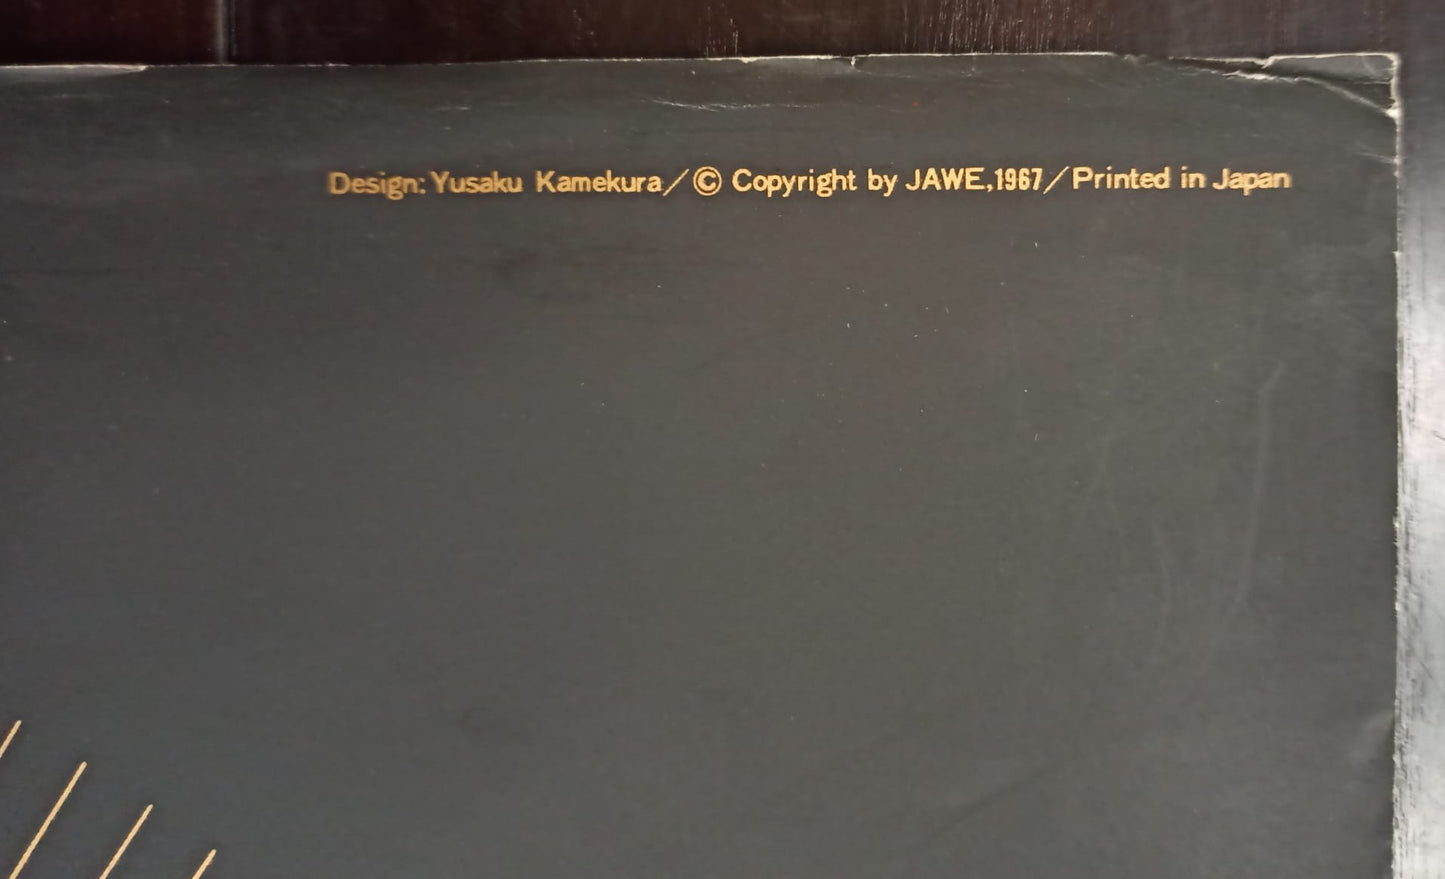 Design: Yusaku Kamekura/© Copyright by JAWE,1967/Printed in Japan